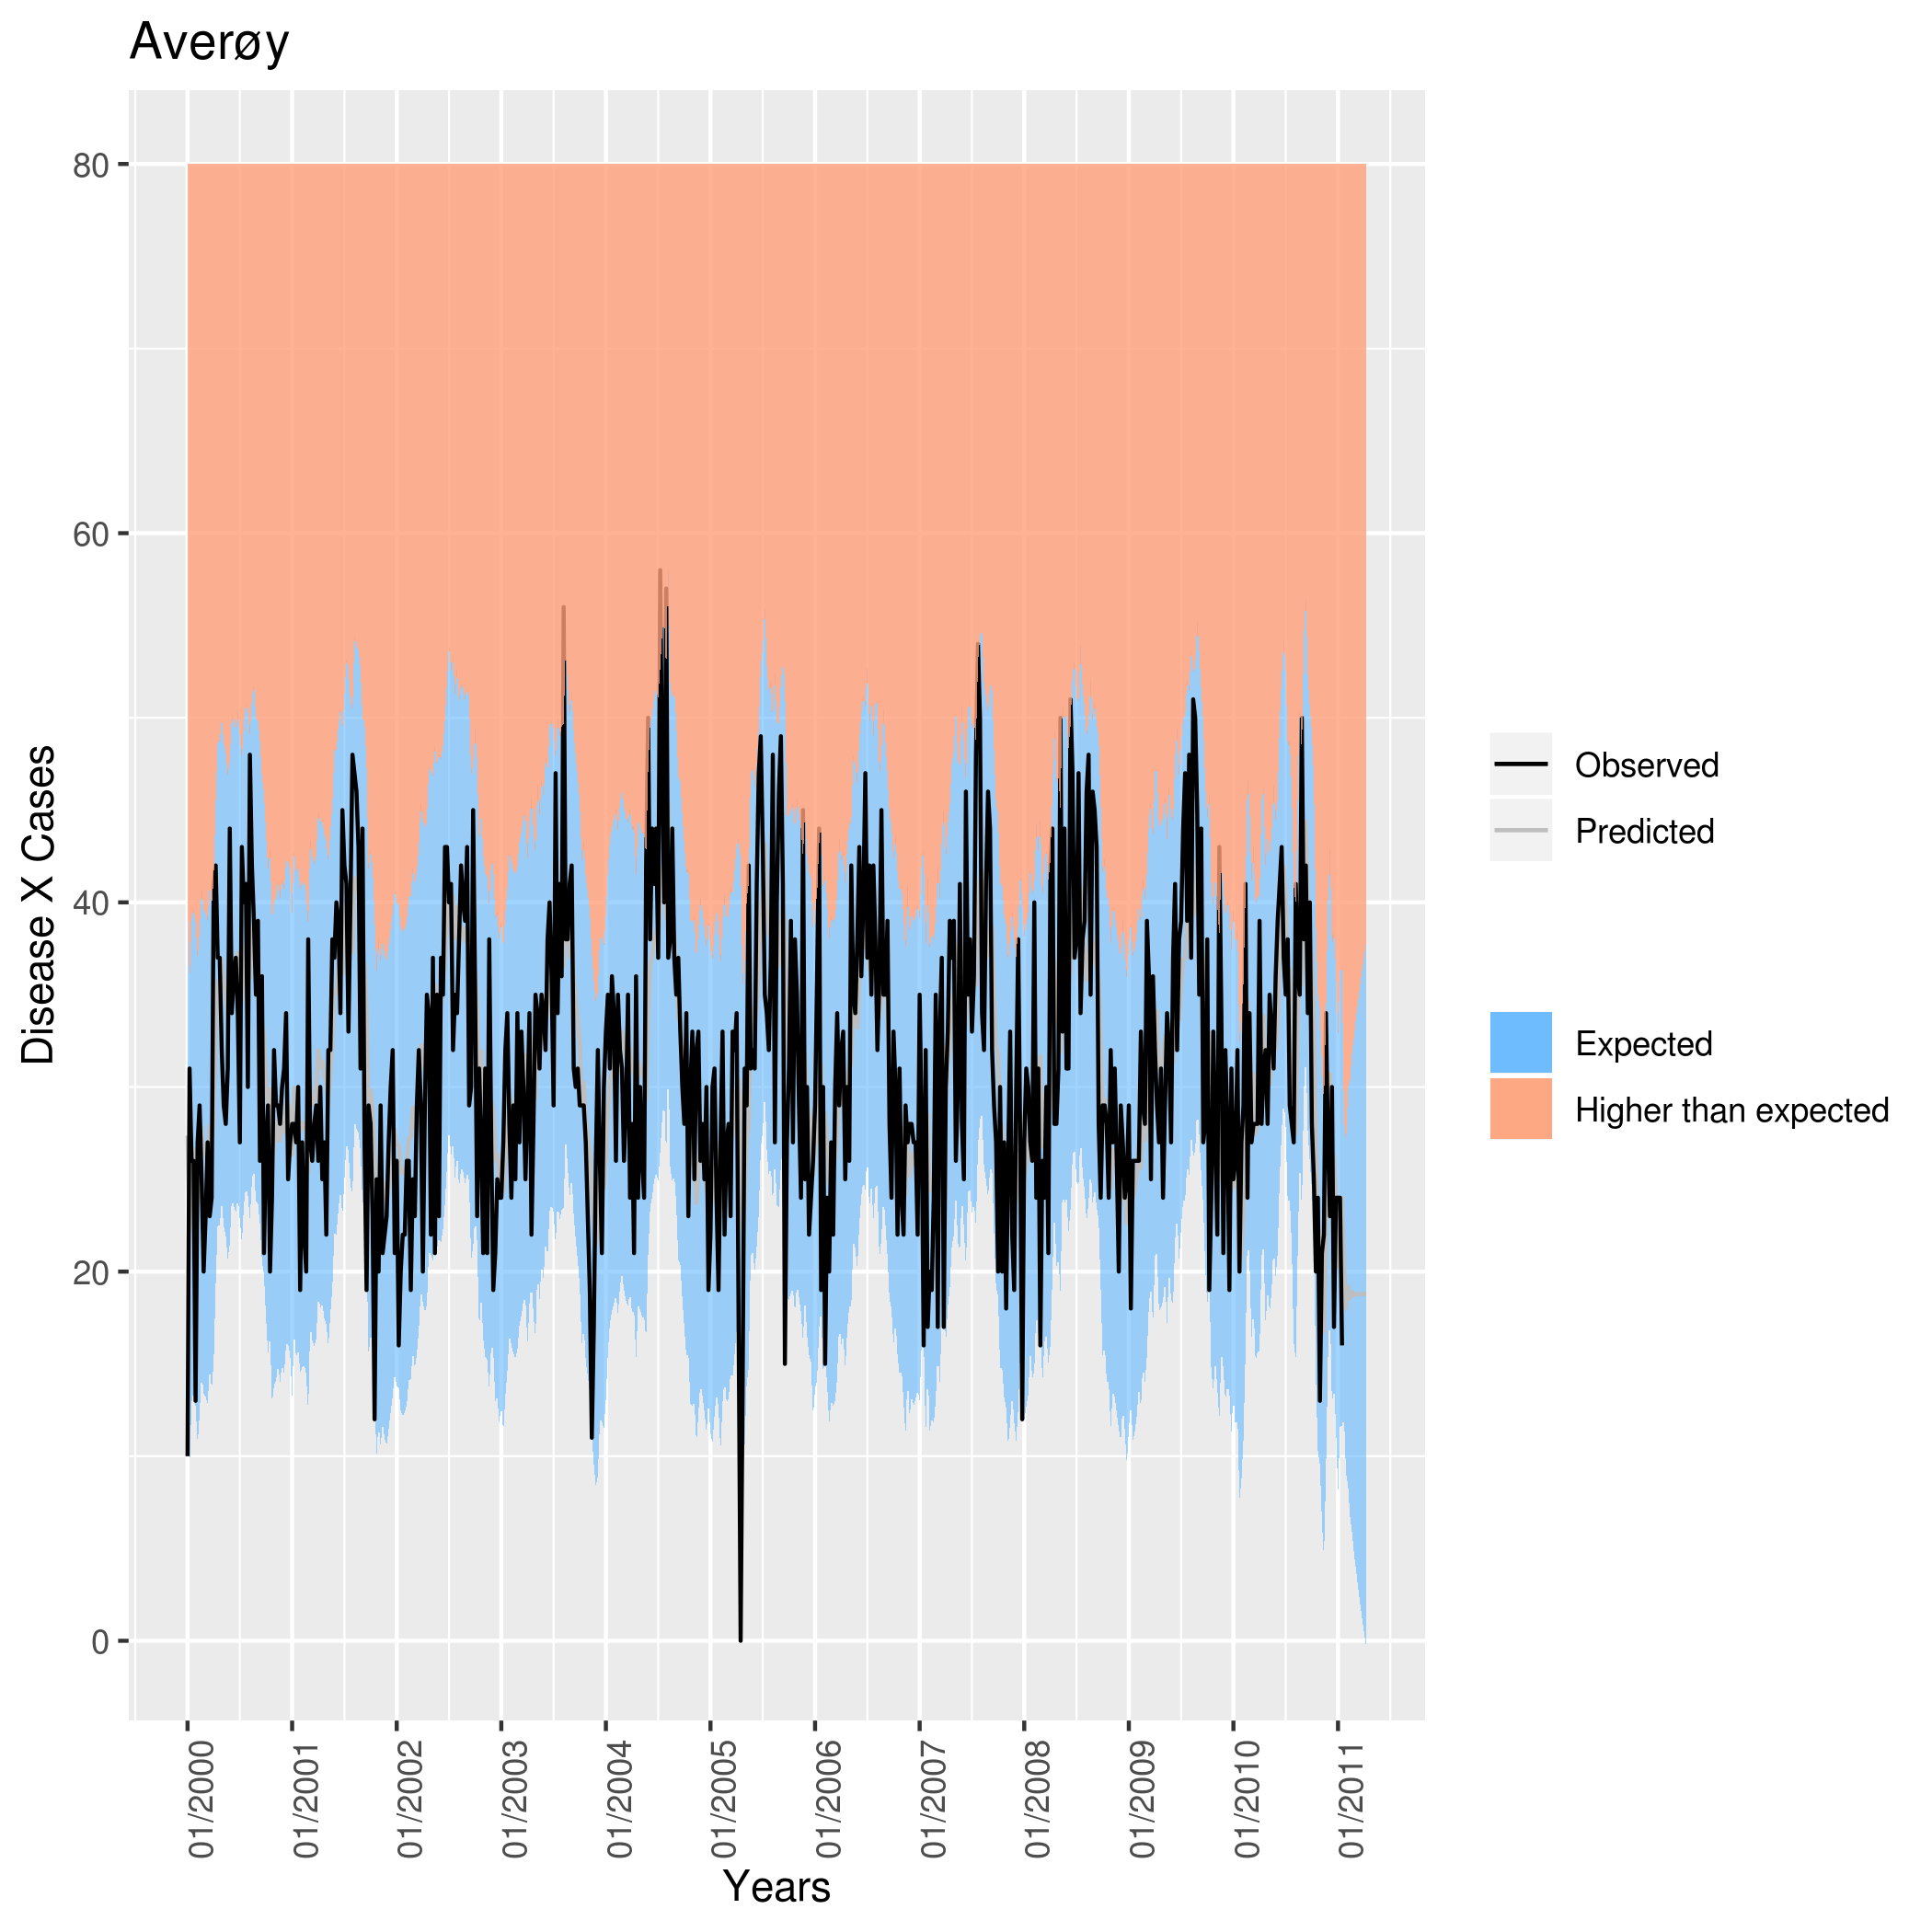 Averøy
80
60
40
20
0
Disease X Cases
01/2000
01/2001
01/2002
01/2003
01/2004
01/2005
01/2006
01/2007
01/2008
01/2009
01/2010
01/2011
Years
Observed
Predicted
Expected
Higher than expected